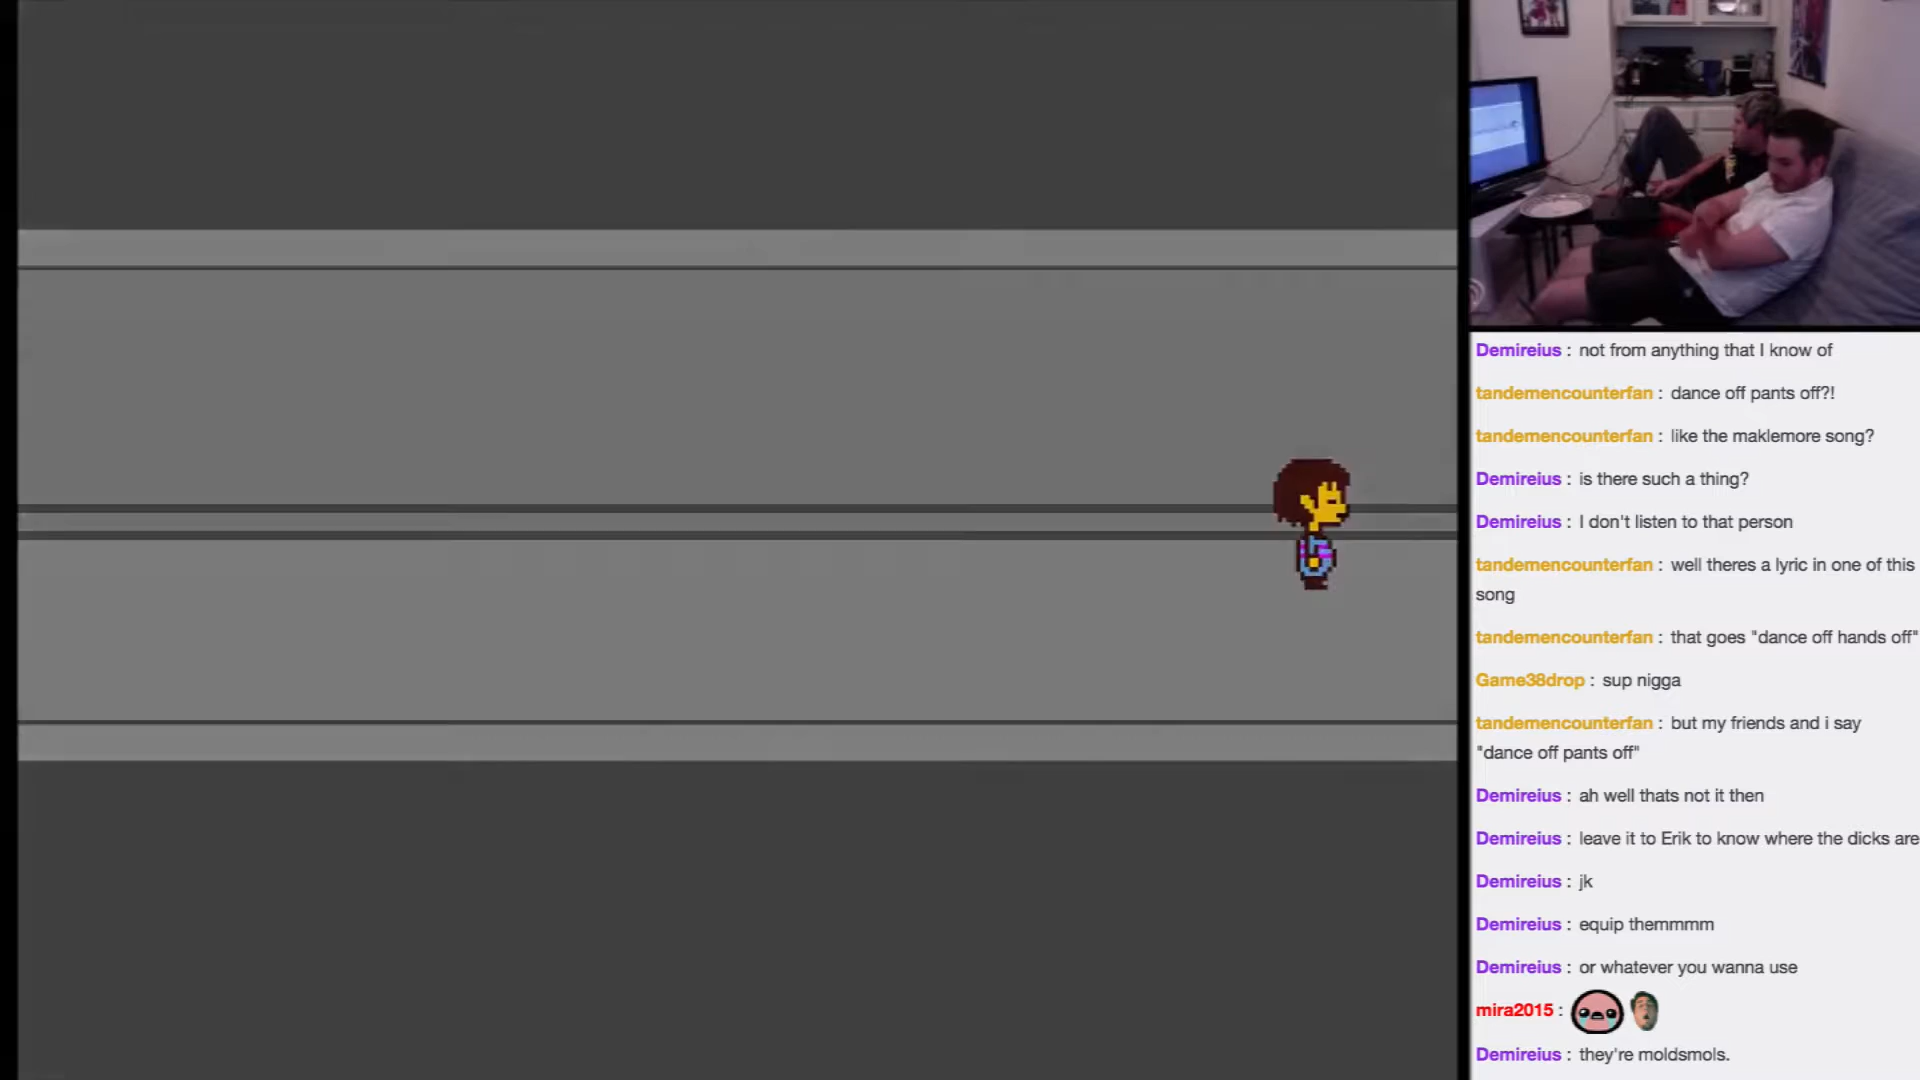 Demireius : not from anything that I know of
tandemencounterfan : dance off pants off?!
tandemencounterfan : like the maklemore song?
Demireius : is there such a thing?
Demireius : I don't listen to that person
tandemencounterfan : well theres a lyric in one of this
song
tandemencounterfan : that goes "dance off hands off"
Game38drop : sup nigga
tandemencounterfan : but my friends and i say
"dance off pants off"
Demireius : ah well thats not it then
Demireius : leave it to Erik to know where the dicks are
Demireius : jk
Demireius : equip themmmm
Demireius : or whatever you wanna use
mira2015 :
Demireius : they're moldsmols.